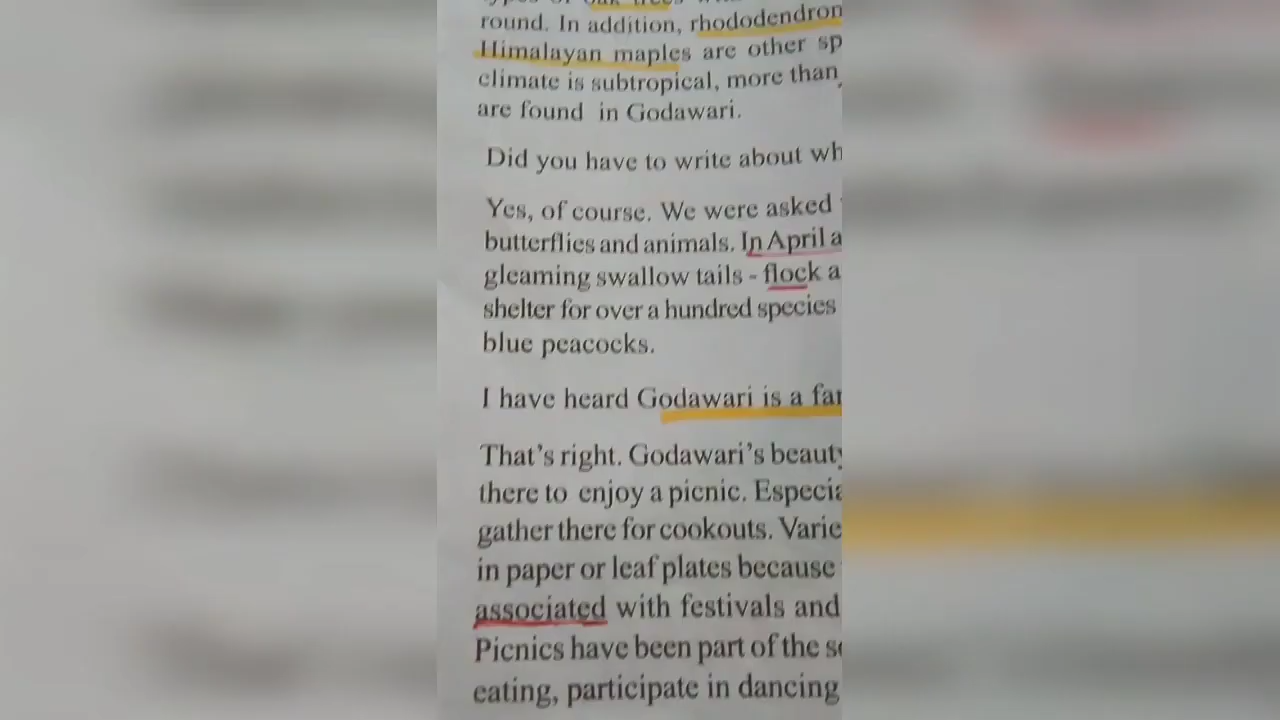 types of oak trees
round. In addition, rhododendron
Himalayan maples are other sp
climate is subtropical, more than
are found in Godawari.
Did you have to write about wh
Yes, of course. We were asked
butterflies and animals. In April a
gleaming swallow tails - flock a
shelter for over a hundred species
blue peacocks.
I have heard Godawari is a fa
That's right. Godawari's beauty
there to enjoy a picnic. Especia
gather there for cookouts. Varie
in paper or leaf plates because
associated with festivals and
Picnics have been part of the s
eating, participate in dancing